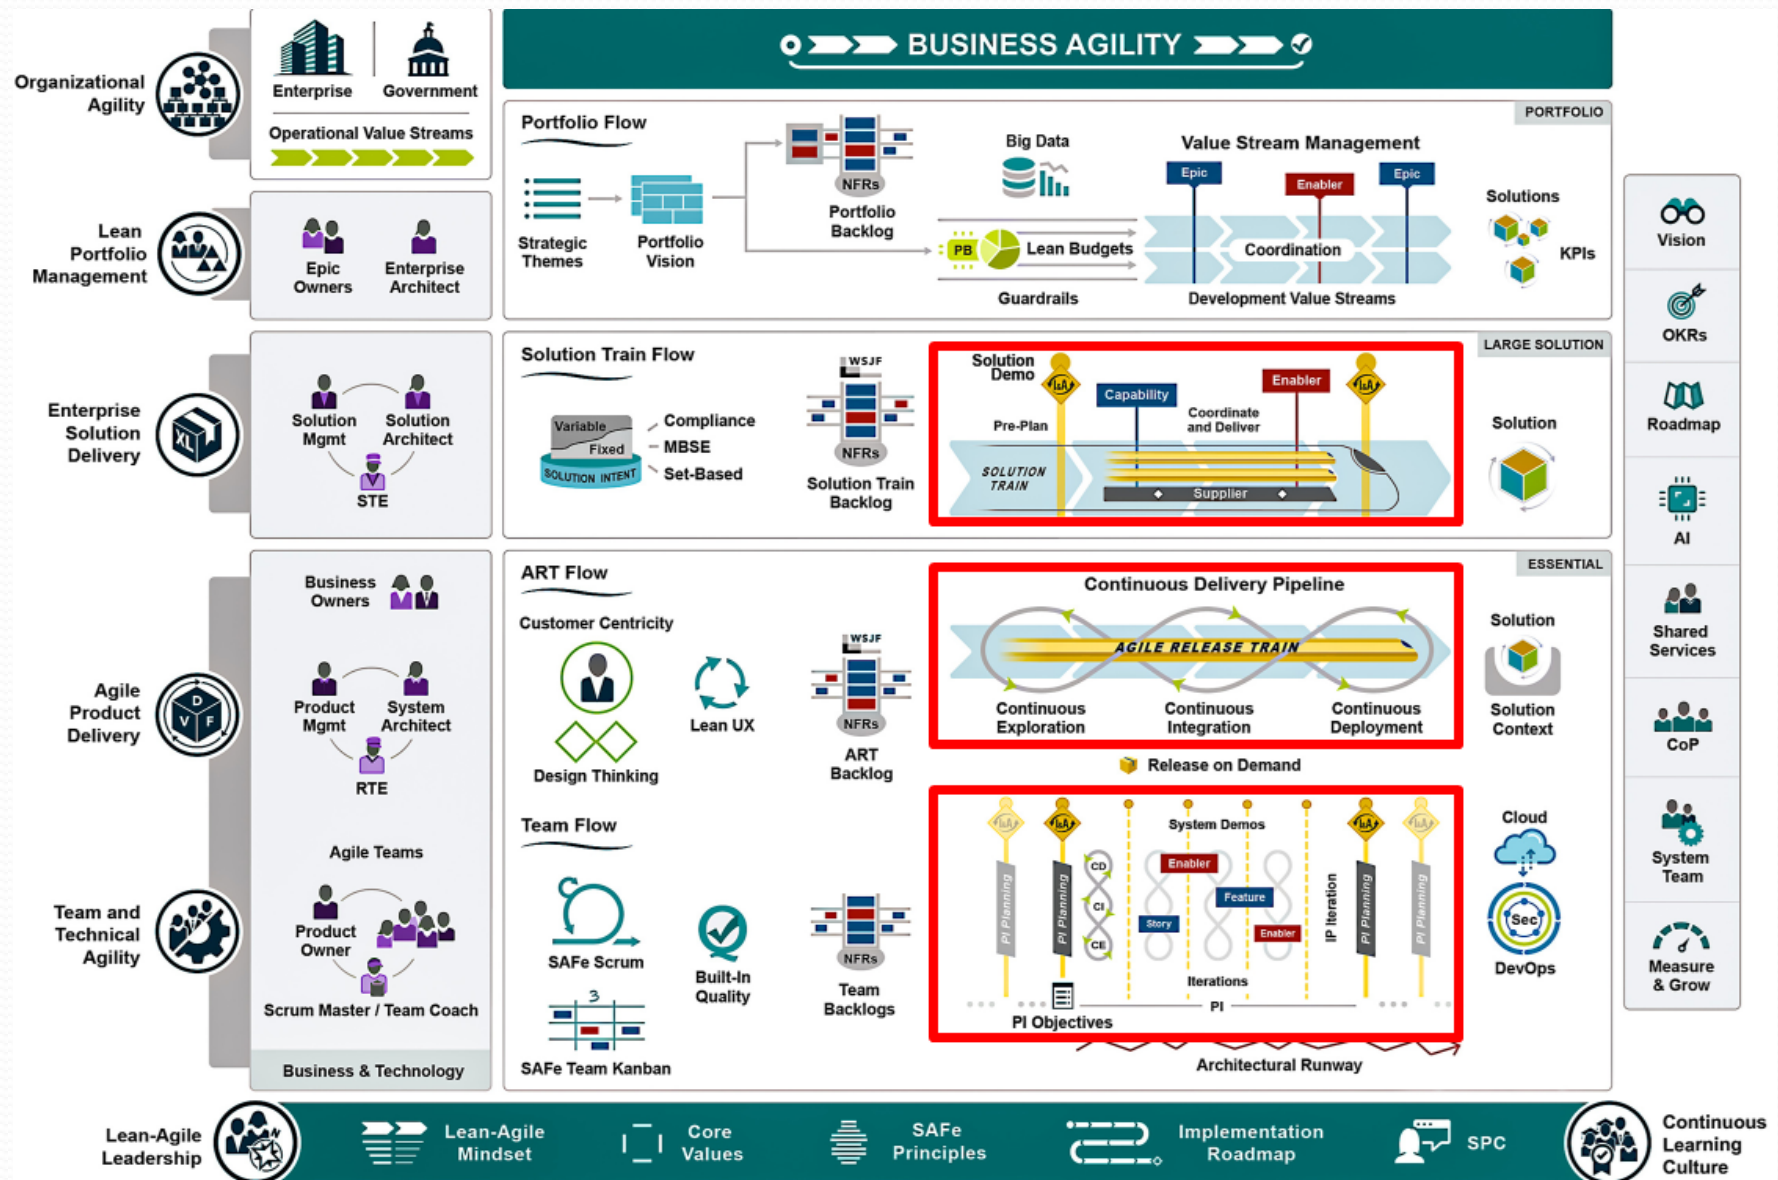 Organizational
Agility
Enterprise
Government
Operational Value Streams
BUSINESS AGILITY
PORTFOLIO
Portfolio Flow
Strategic
Themes
Portfolio
Vision
NFRs
Portfolio
Backlog
Big Data
PB
Lean Budgets
Guardrails
Value Stream Management
Epic
Enabler
Epic
Coordination
Development Value Streams
Solutions
KPIs
Lean
Portfolio
Management
Epic
Owners
Enterprise
Architect
Enterprise
Solution
Delivery
XL
Solution
Mgmt
Solution
Architect
STE
LARGE SOLUTION
Solution Train Flow
Variable
Fixed
SOLUTION INTENT
Compliance
MBSE
Set-Based
WSJF
NFRs
Solution Train
Backlog
Solution
Demo
I&A
I&A
Pre-Plan
Capability
Coordinate
and Deliver
Enabler
SOLUTION
TRAIN
Supplier
Solution
Agile
Product
Delivery
D
V F
Business
Owners
Product
Mgmt
System
Architect
RTE
ESSENTIAL
ART Flow
Customer Centricity
Design Thinking
Lean UX
WSJF
NFRs
ART
Backlog
Continuous Delivery Pipeline
AGILE RELEASE TRAIN
Continuous
Exploration
Continuous
Integration
Continuous
Deployment
Release on Demand
Solution
Solution
Context
Team and
Technical
Agility
Agile Teams
Product
Owner
Scrum Master / Team Coach
Business & Technology
Team Flow
SAFe Scrum
3
SAFe Team Kanban
Built-In
Quality
NFRs
Team
Backlogs
I&A
I&A
I&A
I&A
System Demos
PI Planning
PI Planning
CD
CI
CE
Enabler
Feature
Story
Enabler
IP Iteration
PI Planning
PI Planning
Iterations
PI
PI Objectives
Architectural Runway
Cloud
Sec
DevOps
Vision
OKRs
Roadmap
AI
Shared
Services
CoP
System
Team
Measure
& Grow
Lean-Agile
Leadership
N
Lean-Agile
Mindset
Core
Values
SAFe
Principles
Implementation
Roadmap
SPC
Continuous
Learning
Culture